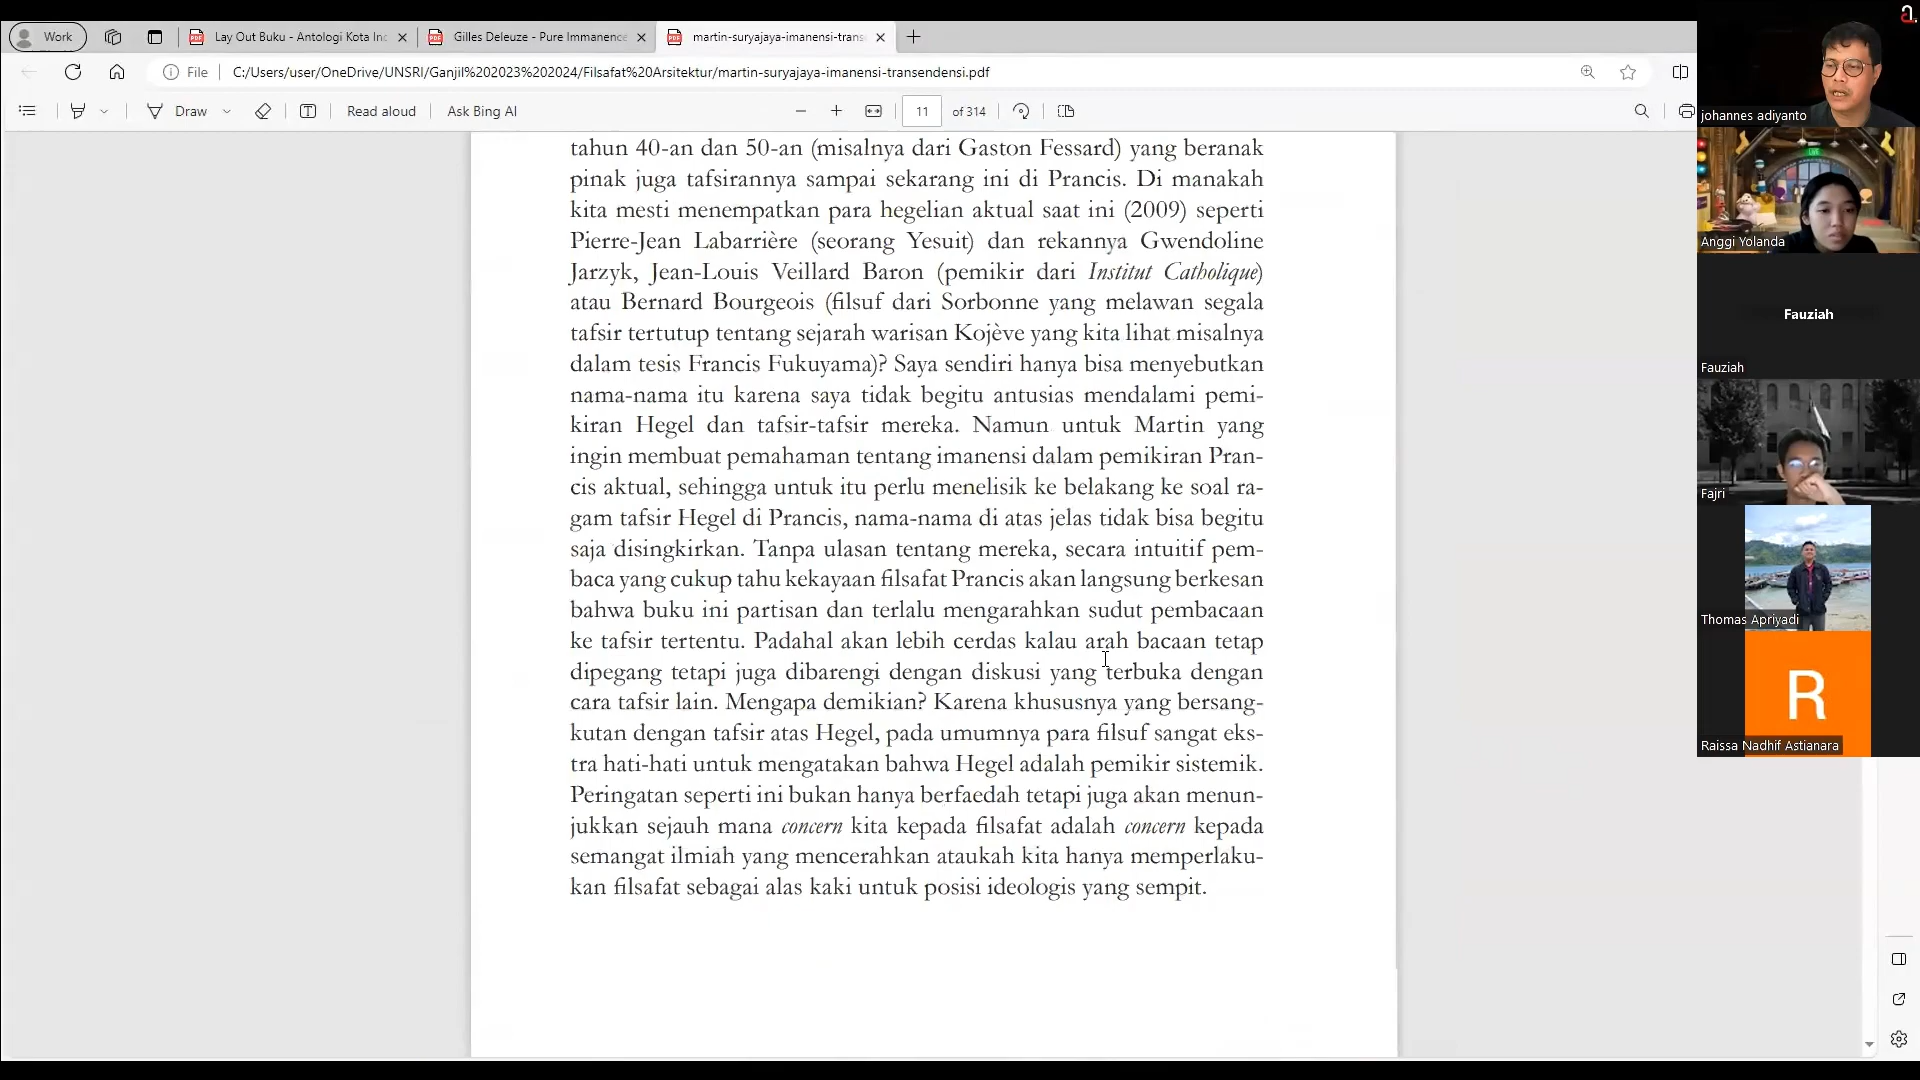 Work
Lay Out Buku - Antologi Kota Inc
Gilles Deleuze - Pure Immanence
martin-suryajaya-imanensi-trans
File
C:/Users/user/OneDrive/UNSRI/Ganjil%202023%202024/Filsafat%20Arsitektur/martin-suryajaya-imanensi-transendensi.pdf
Draw
Read aloud
Ask Bing AI
11 of 314
tahun 40-an dan 50-an (misalnya dari Gaston Fessard) yang beranak
pinak juga tafsirannya sampai sekarang ini di Prancis. Di manakah
kita mesti menempatkan para hegelian aktual saat ini (2009) seperti
Pierre-Jean Labarrière (seorang Yesuit) dan rekannya Gwendoline
Jarzyk, Jean-Louis Veillard Baron (pemikir dari Institut Catholique)
atau Bernard Bourgeois (filsuf dari Sorbonne yang melawan segala
tafsir tertutup tentang sejarah warisan Kojève yang kita lihat misalnya
dalam tesis Francis Fukuyama)? Saya sendiri hanya bisa menyebutkan
nama-nama itu karena saya tidak begitu antusias mendalami pemi-
kiran Hegel dan tafsir-tafsir mereka. Namun untuk Martin yang
ingin membuat pemahaman tentang imanensi dalam pemikiran Pran-
cis aktual, sehingga untuk itu perlu menelisik ke belakang ke soal ra-
gam tafsir Hegel di Prancis, nama-nama di atas jelas tidak bisa begitu
saja disingkirkan. Tanpa ulasan tentang mereka, secara intuitif pem-
baca yang cukup tahu kekayaan filsafat Prancis akan langsung berkesan
bahwa buku ini partisan dan terlalu mengarahkan sudut pembacaan
ke tafsir tertentu. Padahal akan lebih cerdas kalau arah bacaan tetap
dipegang tetapi juga dibarengi dengan diskusi yang terbuka dengan
cara tafsir lain. Mengapa demikian? Karena khususnya yang bersang-
kutan dengan tafsir atas Hegel, pada umumnya para filsuf sangat eks-
tra hati-hati untuk mengatakan bahwa Hegel adalah pemikir sistemik.
Peringatan seperti ini bukan hanya berfaedah tetapi juga akan menun-
jukkan sejauh mana concern kita kepada filsafat adalah concern kepada
semangat ilmiah yang mencerahkan ataukah kita hanya memperlaku-
kan filsafat sebagai alas kaki untuk posisi ideologis yang sempit.
johannes adiyanto
Anggi Yolanda
Fauziah
Fauziah
Fajri
Thomas Apriyadi
R
Raissa Nadhif Astianara